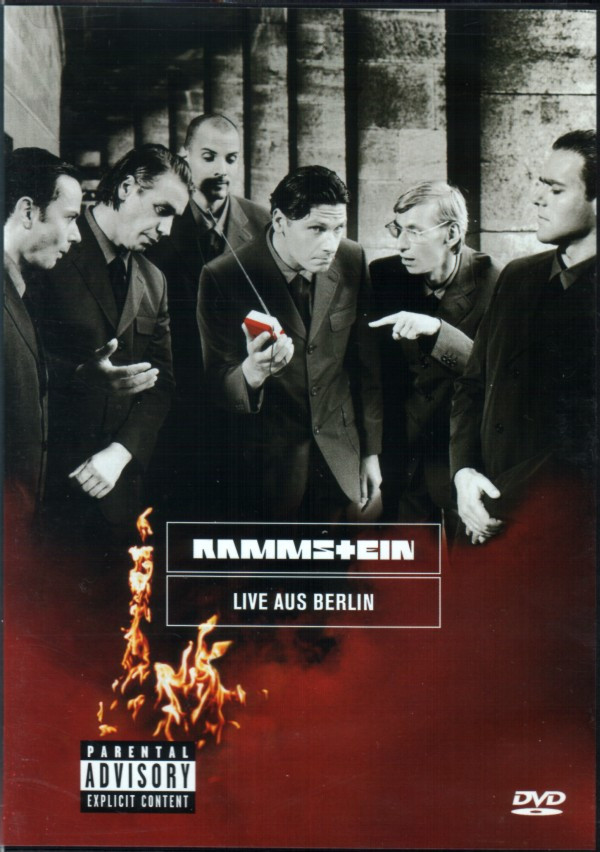 RAMMSTEIN
LIVE AUS BERLIN
PARENTAL
ADVISORY
EXPLICIT CONTENT
DVD